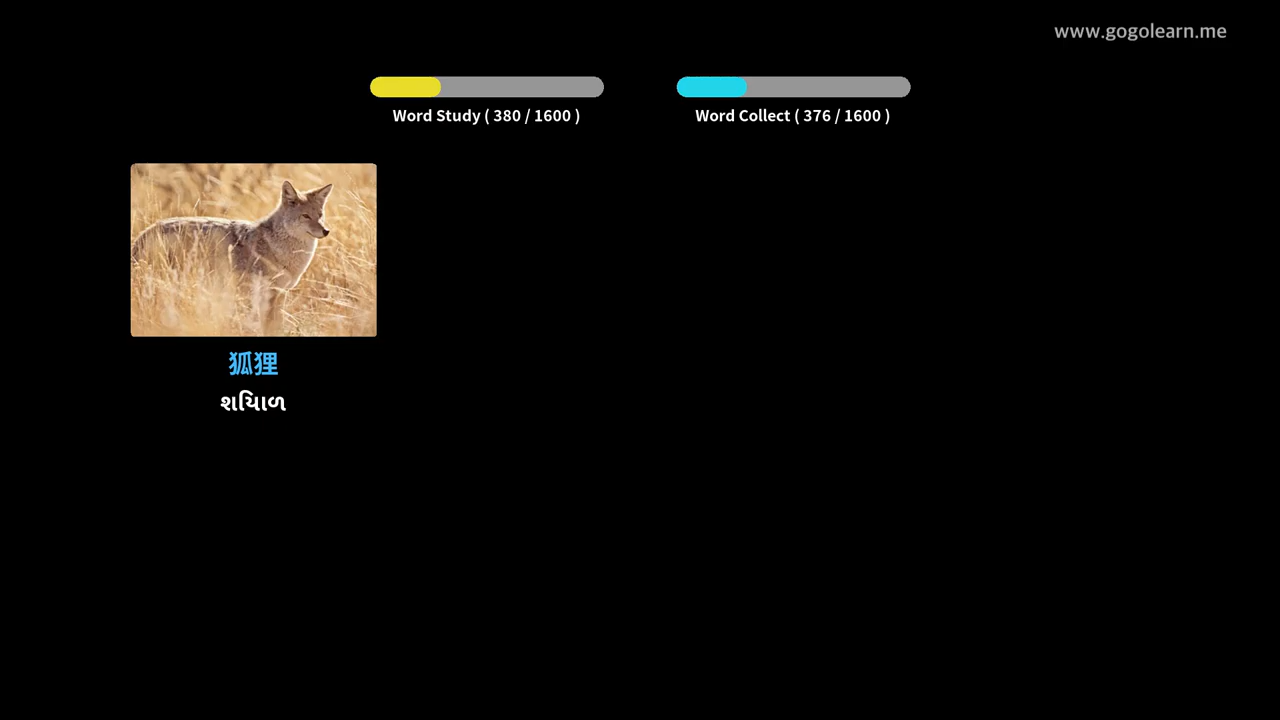 www.gogolearn.me
Word Study ( 380 / 1600 )
Word Collect ( 376 / 1600 )
狐狸
શિયાળ